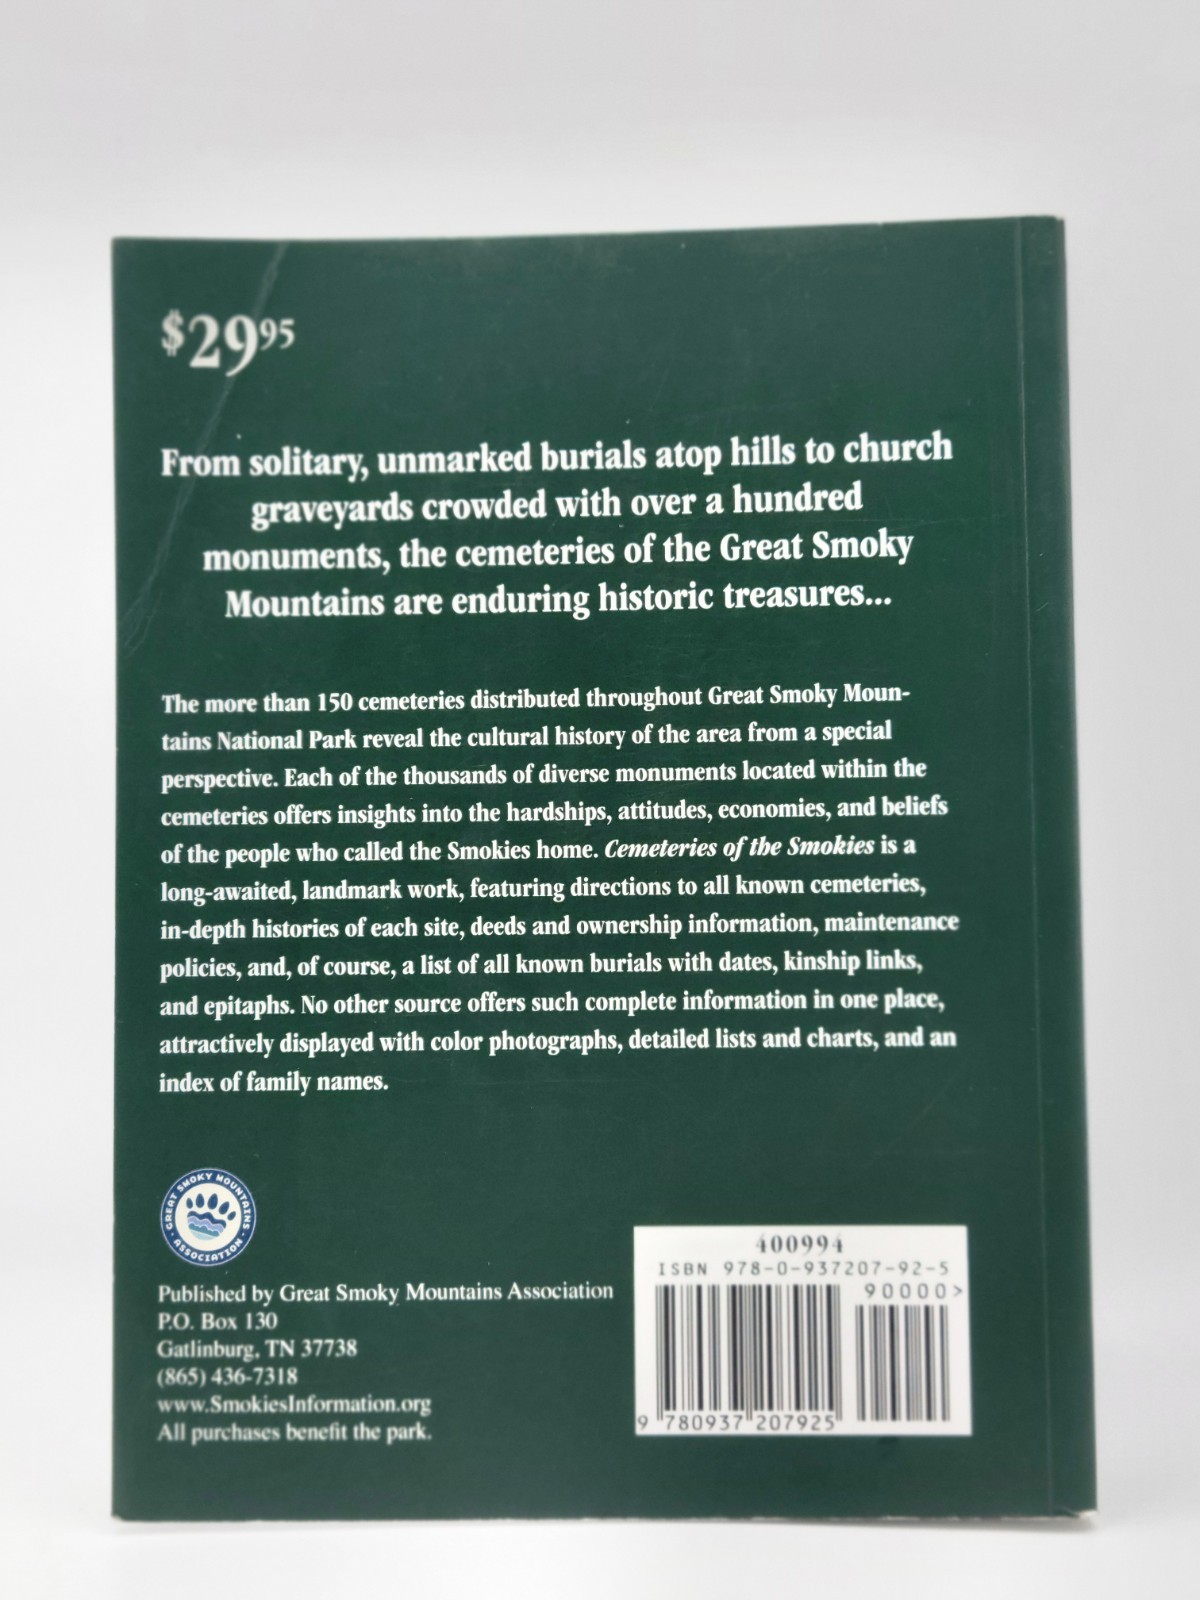 $29 95
From solitary, unmarked burials atop hills to church
graveyards crowded with over a hundred
monuments, the cemeteries of the Great Smoky
Mountains are enduring historic treasures...
The more than 150 cemeteries distributed throughout Great Smoky Moun-
tains National Park reveal the cultural history of the area from a special
perspective. Each of the thousands of diverse monuments located within the
cemeteries offers insights into the hardships, attitudes, economies, and beliefs
of the people who called the Smokies home. Cemeteries of the Smokies is a
long-awaited, landmark work, featuring directions to all known cemeteries,
in-depth histories of each site, deeds and ownership information, maintenance
policies, and, of course, a list of all known burials with dates, kinship links,
and epitaphs. No other source offers such complete information in one place,
attractively displayed with color photographs, detailed lists and charts, and an
index of family names.
GREAT SMOKY MOUNTAINS
ASSOCIATION
Published by Great Smoky Mountains Association
P.O. Box 130
Gatlinburg, TN 37738
(865) 436-7318
www.SmokiesInformation.org
All purchases benefit the park.
400994
ISBN 978-0-937207-92-5
90000>
9 780937 207925